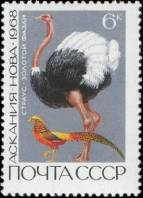 6К
АСКАНИЯ-НОВА·1968
СТРАУС·ЗОЛОТОЙ ФАЗАН
ПОЧТА СССР